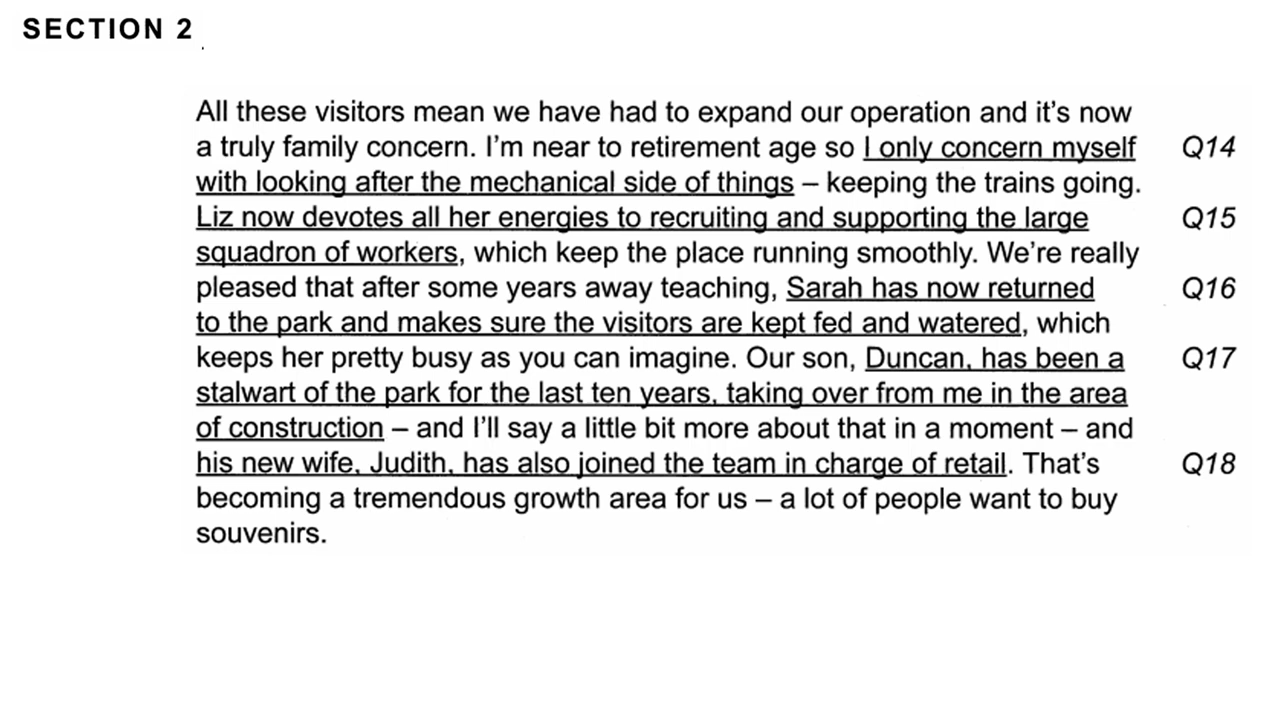 SECTION 2
All these visitors mean we have had to expand our operation and it's now
a truly family concern. I'm near to retirement age so I only concern myself Q14
with looking after the mechanical side of things – keeping the trains going.
Liz now devotes all her energies to recruiting and supporting the large Q15
squadron of workers, which keep the place running smoothly. We're really
pleased that after some years away teaching, Sarah has now returned Q16
to the park and makes sure the visitors are kept fed and watered, which
keeps her pretty busy as you can imagine. Our son, Duncan, has been a Q17
stalwart of the park for the last ten years, taking over from me in the area
of construction – and I'll say a little bit more about that in a moment – and
his new wife, Judith, has also joined the team in charge of retail. That's Q18
becoming a tremendous growth area for us – a lot of people want to buy
souvenirs.